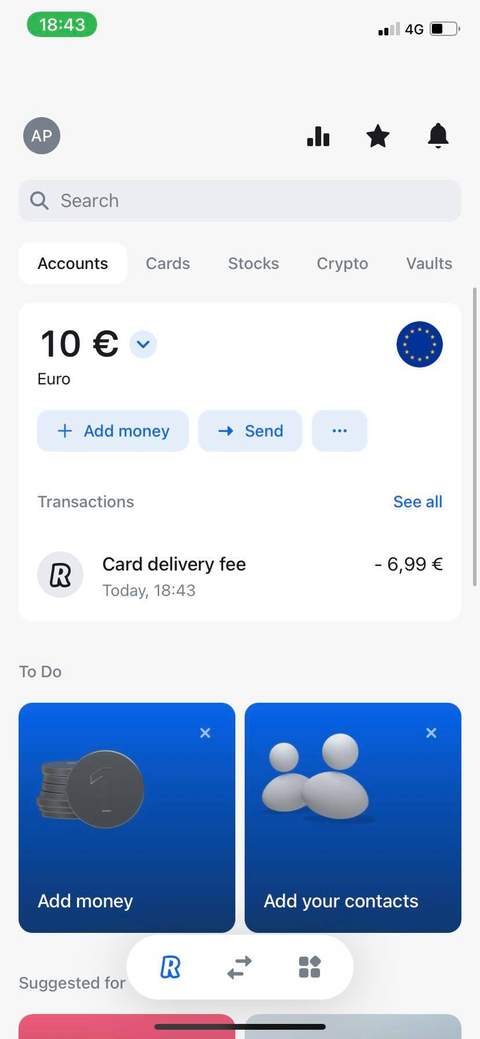 18:43
4G
AP
Search
Accounts Cards Stocks Crypto Vaults
10 €
Euro
+ Add money
→ Send
...
Transactions
See all
R
Card delivery fee
- 6,99 €
Today, 18:43
To Do
1
Add money
Add your contacts
Suggested for
R